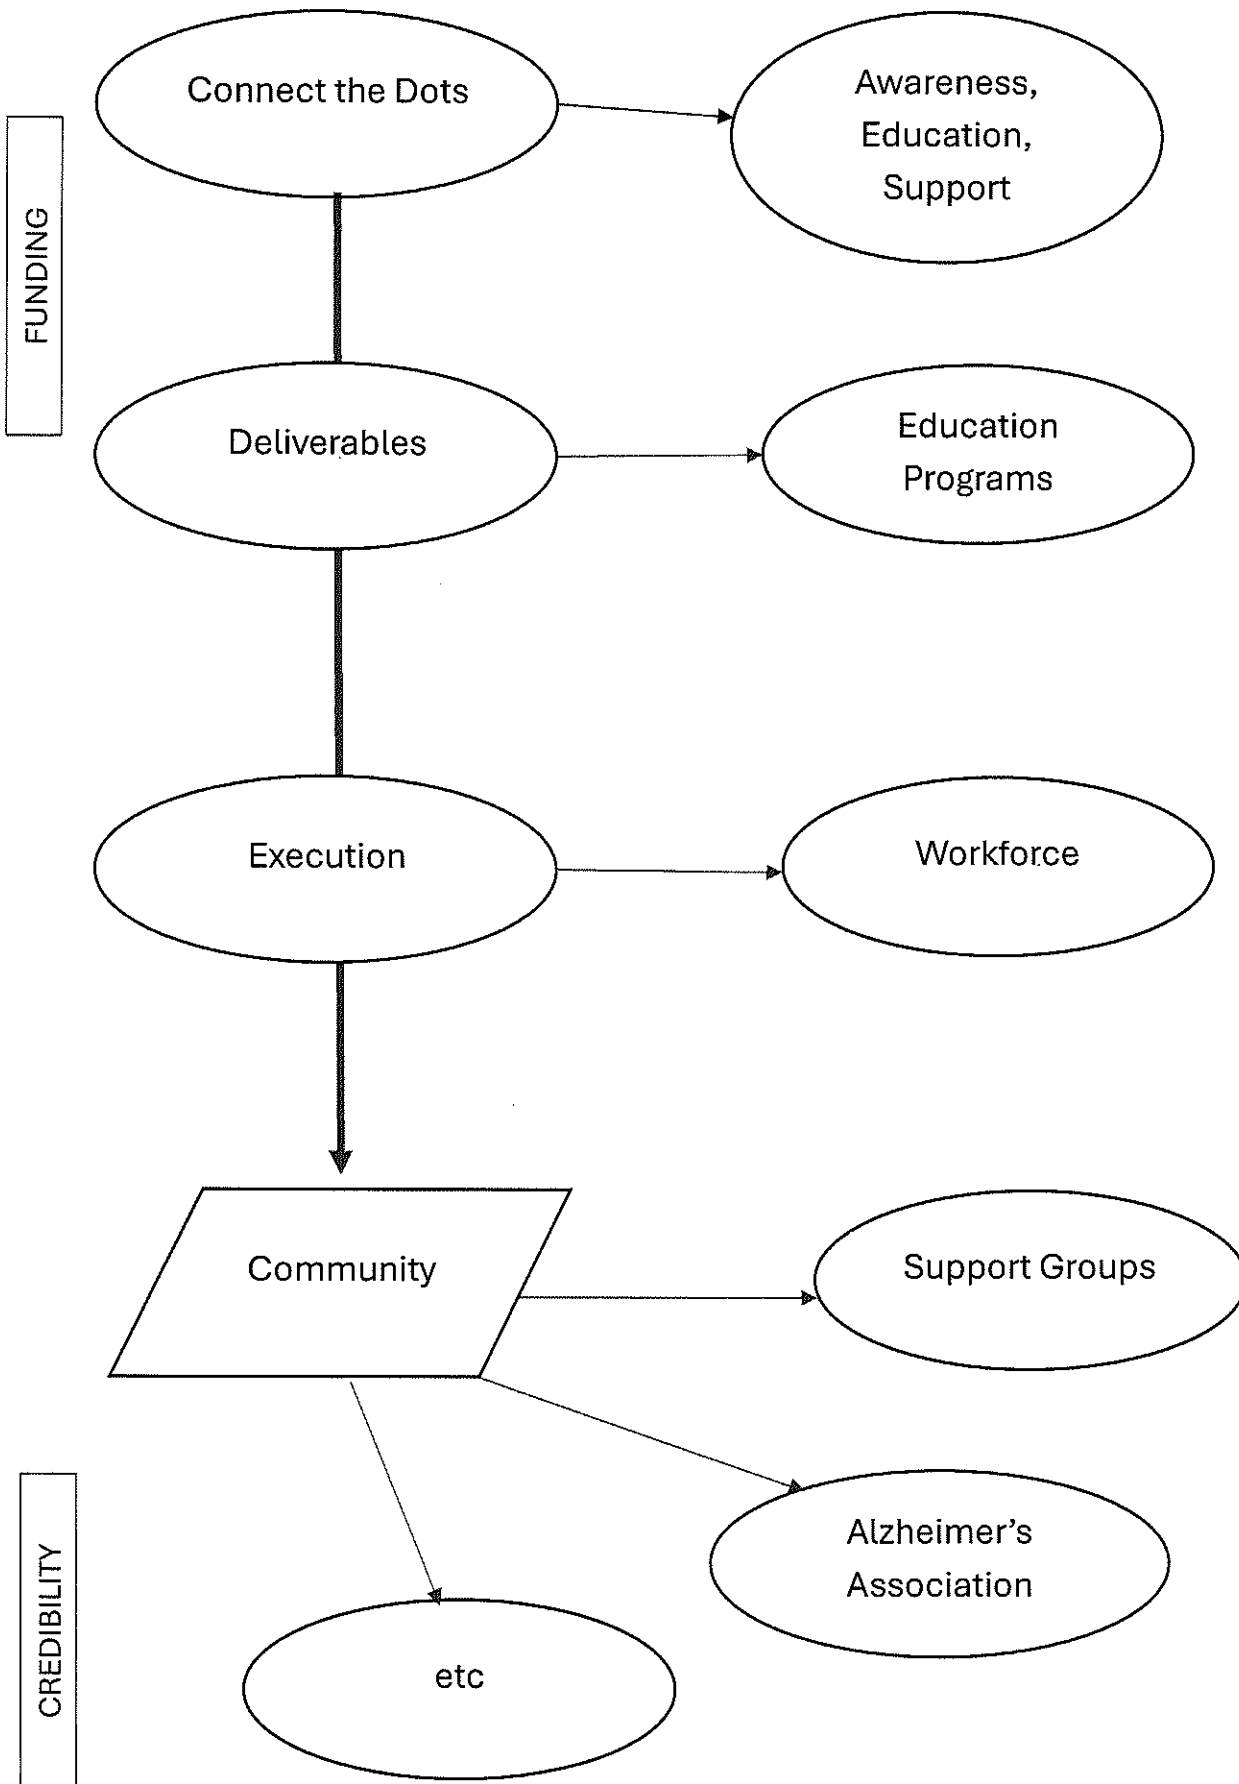 Connect the Dots
Awareness,
Education,
Support
FUNDING
Deliverables
Education
Programs
Execution
Workforce
Community
Support Groups
Alzheimer’s
Association
CREDIBILITY
etc